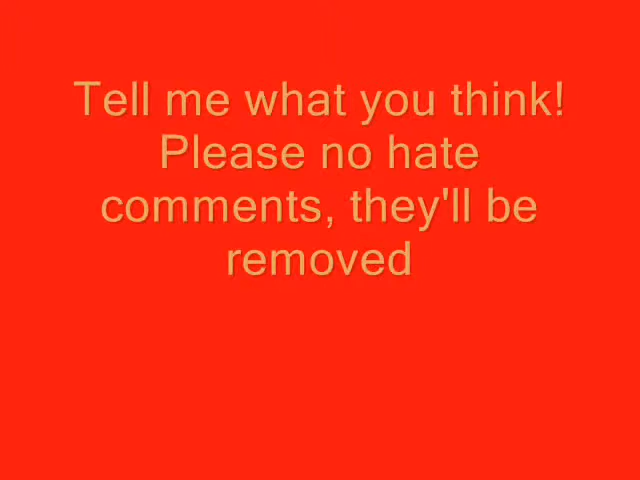 Tell me what you think!
Please no hate
comments, they'll be
removed